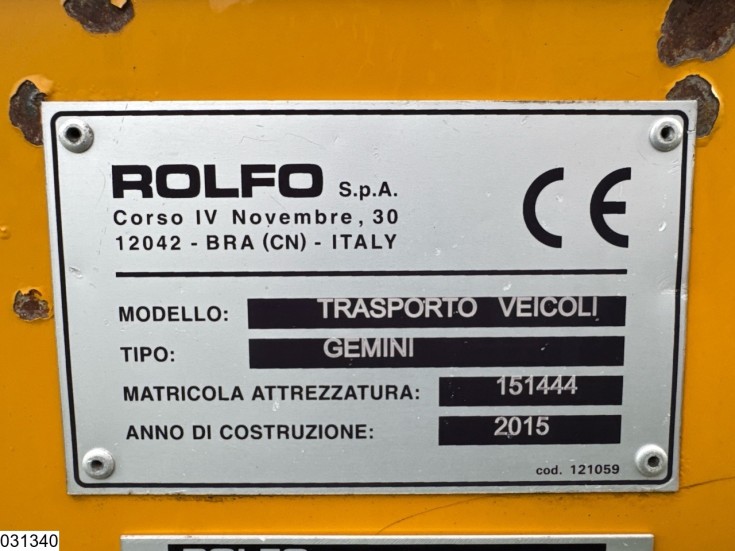 ROLFO S.p.A.
Corso IV Novembre, 30
12042 - BRA (CN) - ITALY
CE
MODELLO: TRASPORTO VEICOLI
TIPO: GEMINI
MATRICOLA ATTREZZATURA: 151444
ANNO DI COSTRUZIONE: 2015
cod. 121059
031340
ROLFO